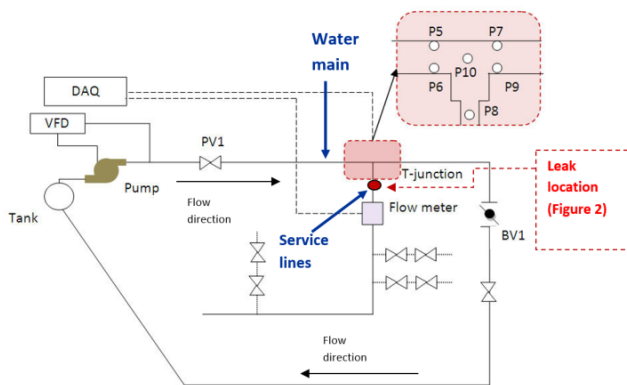 P5
P7
P10
P6
P9
P8
Water
main
DAQ
VFD
PV1
Pump
Tank
Flow
direction
T-junction
Flow meter
Service
lines
Leak
location
(Figure 2)
BV1
Flow
direction